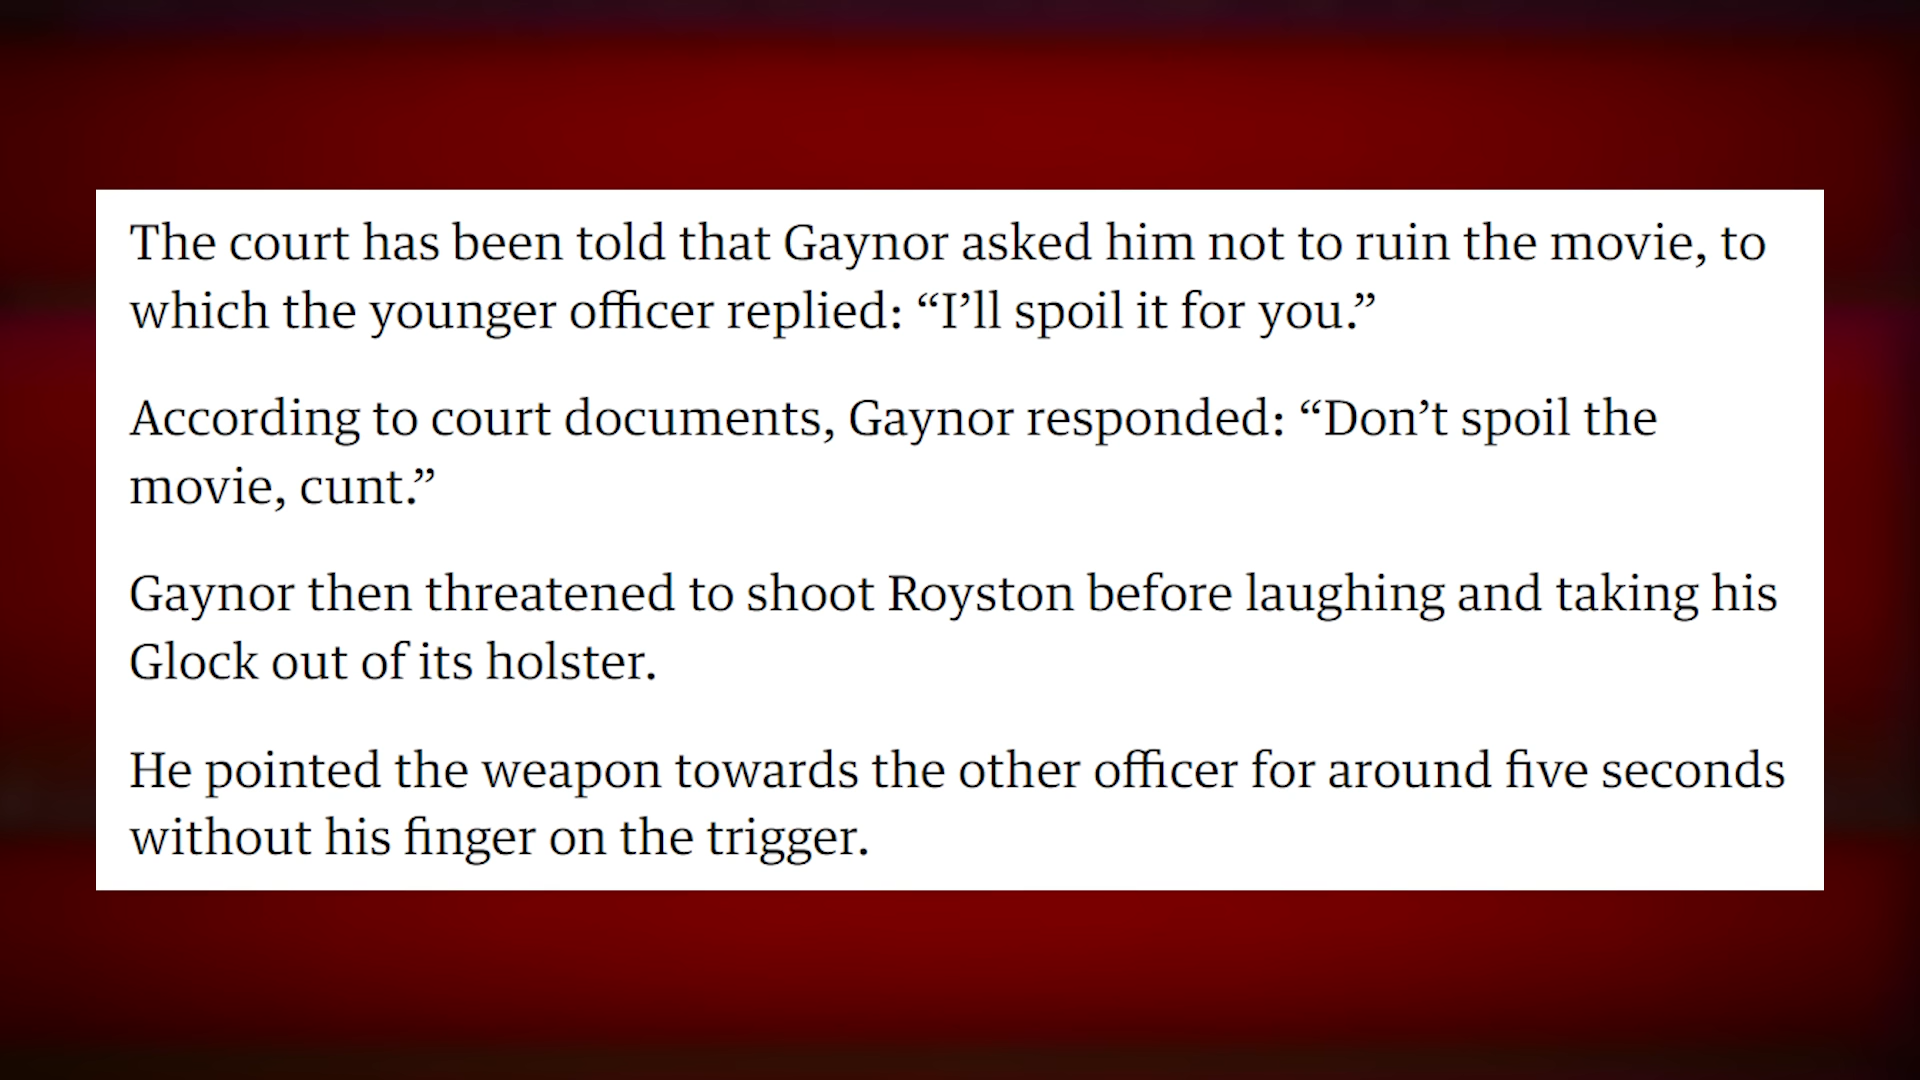 The court has been told that Gaynor asked him not to ruin the movie, to
which the younger officer replied: “I’ll spoil it for you.”
According to court documents, Gaynor responded: “Don’t spoil the
movie, cunt.”
Gaynor then threatened to shoot Royston before laughing and taking his
Glock out of its holster.
He pointed the weapon towards the other officer for around five seconds
without his finger on the trigger.